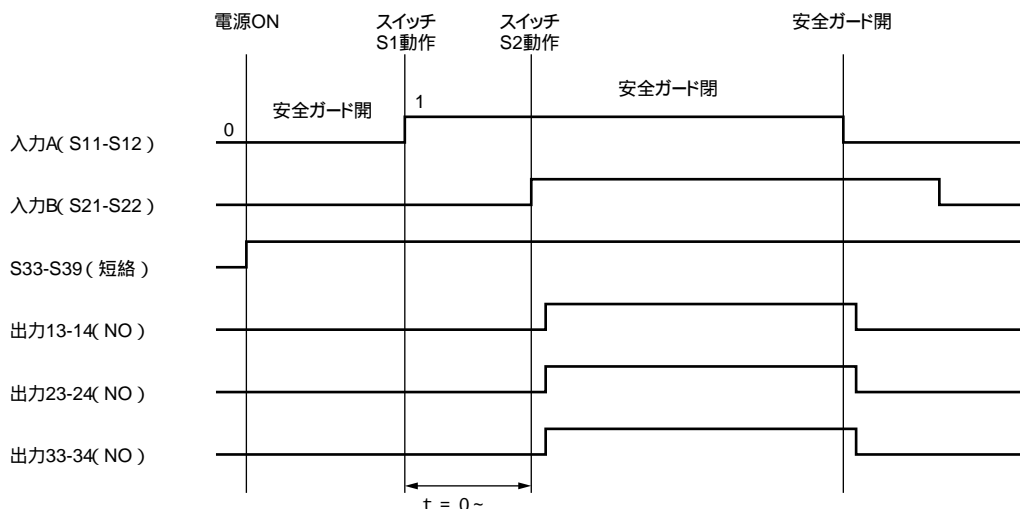 電源ON
スイッチ
S1動作
スイッチ
S2動作
安全ガード開
安全ガード開
1
安全ガード閉
0
入力A(S11-S12)
入力B(S21-S22)
S33-S39(短絡)
出力13-14(NO)
出力23-24(NO)
出力33-34(NO)
t = 0~